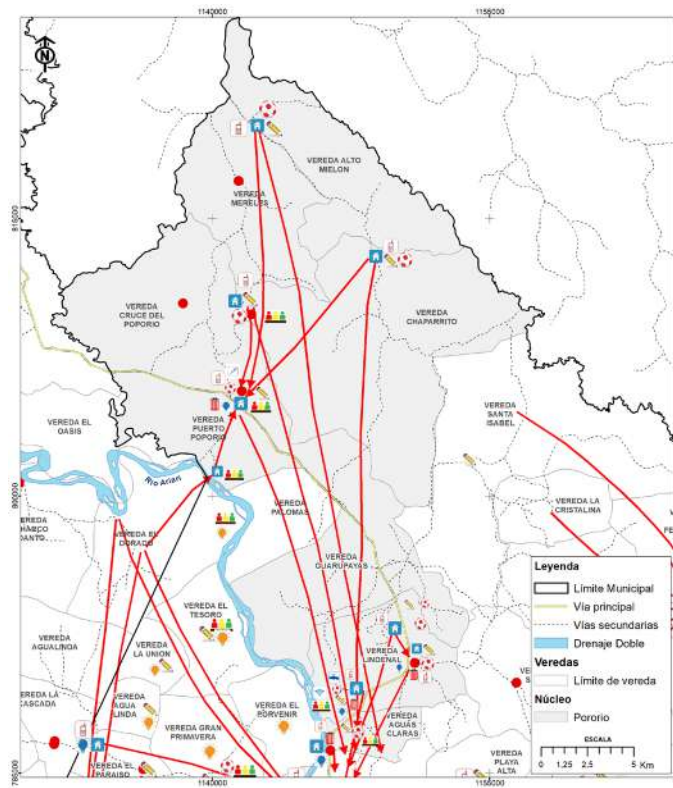 1140000
1155000
N
VEREDA ALTO
MIELON
VEREDA
MERELES
816000
VEREDA
CRUCE DEL
POPORIO
VEREDA
CHAPARRITO
VEREDA EL
OASIS
VEREDA
PUERTO
POPORIO
VEREDA
SANTA
ISABEL
Río Ariari
800000
VEREDA
PALOMAS
VEREDA LA
CRISTALINA
VEREDA EL
DORADO
VEREDA
GUARUPAYAS
VEREDA EL
TESORO
VEREDA
AGUALINDA
VEREDA
LA UNION
VEREDA
LINDENAL
VEREDA LA
CASCADA
VEREDA
AGUA
LINDA
VEREDA GRAN
PRIMAVERA
VEREDA EL
PORVENIR
VEREDA
AGUAS
CLARAS
VEREDA EL
PARAISO
VEREDA
PLAYA
ALTA
Leyenda
Límite Municipal
Vía principal
Vías secundarias
Drenaje Doble
Veredas
Límite de vereda
Núcleo
Pororio
ESCALA
0 1,25 2,5 5
Km
1140000
1155000